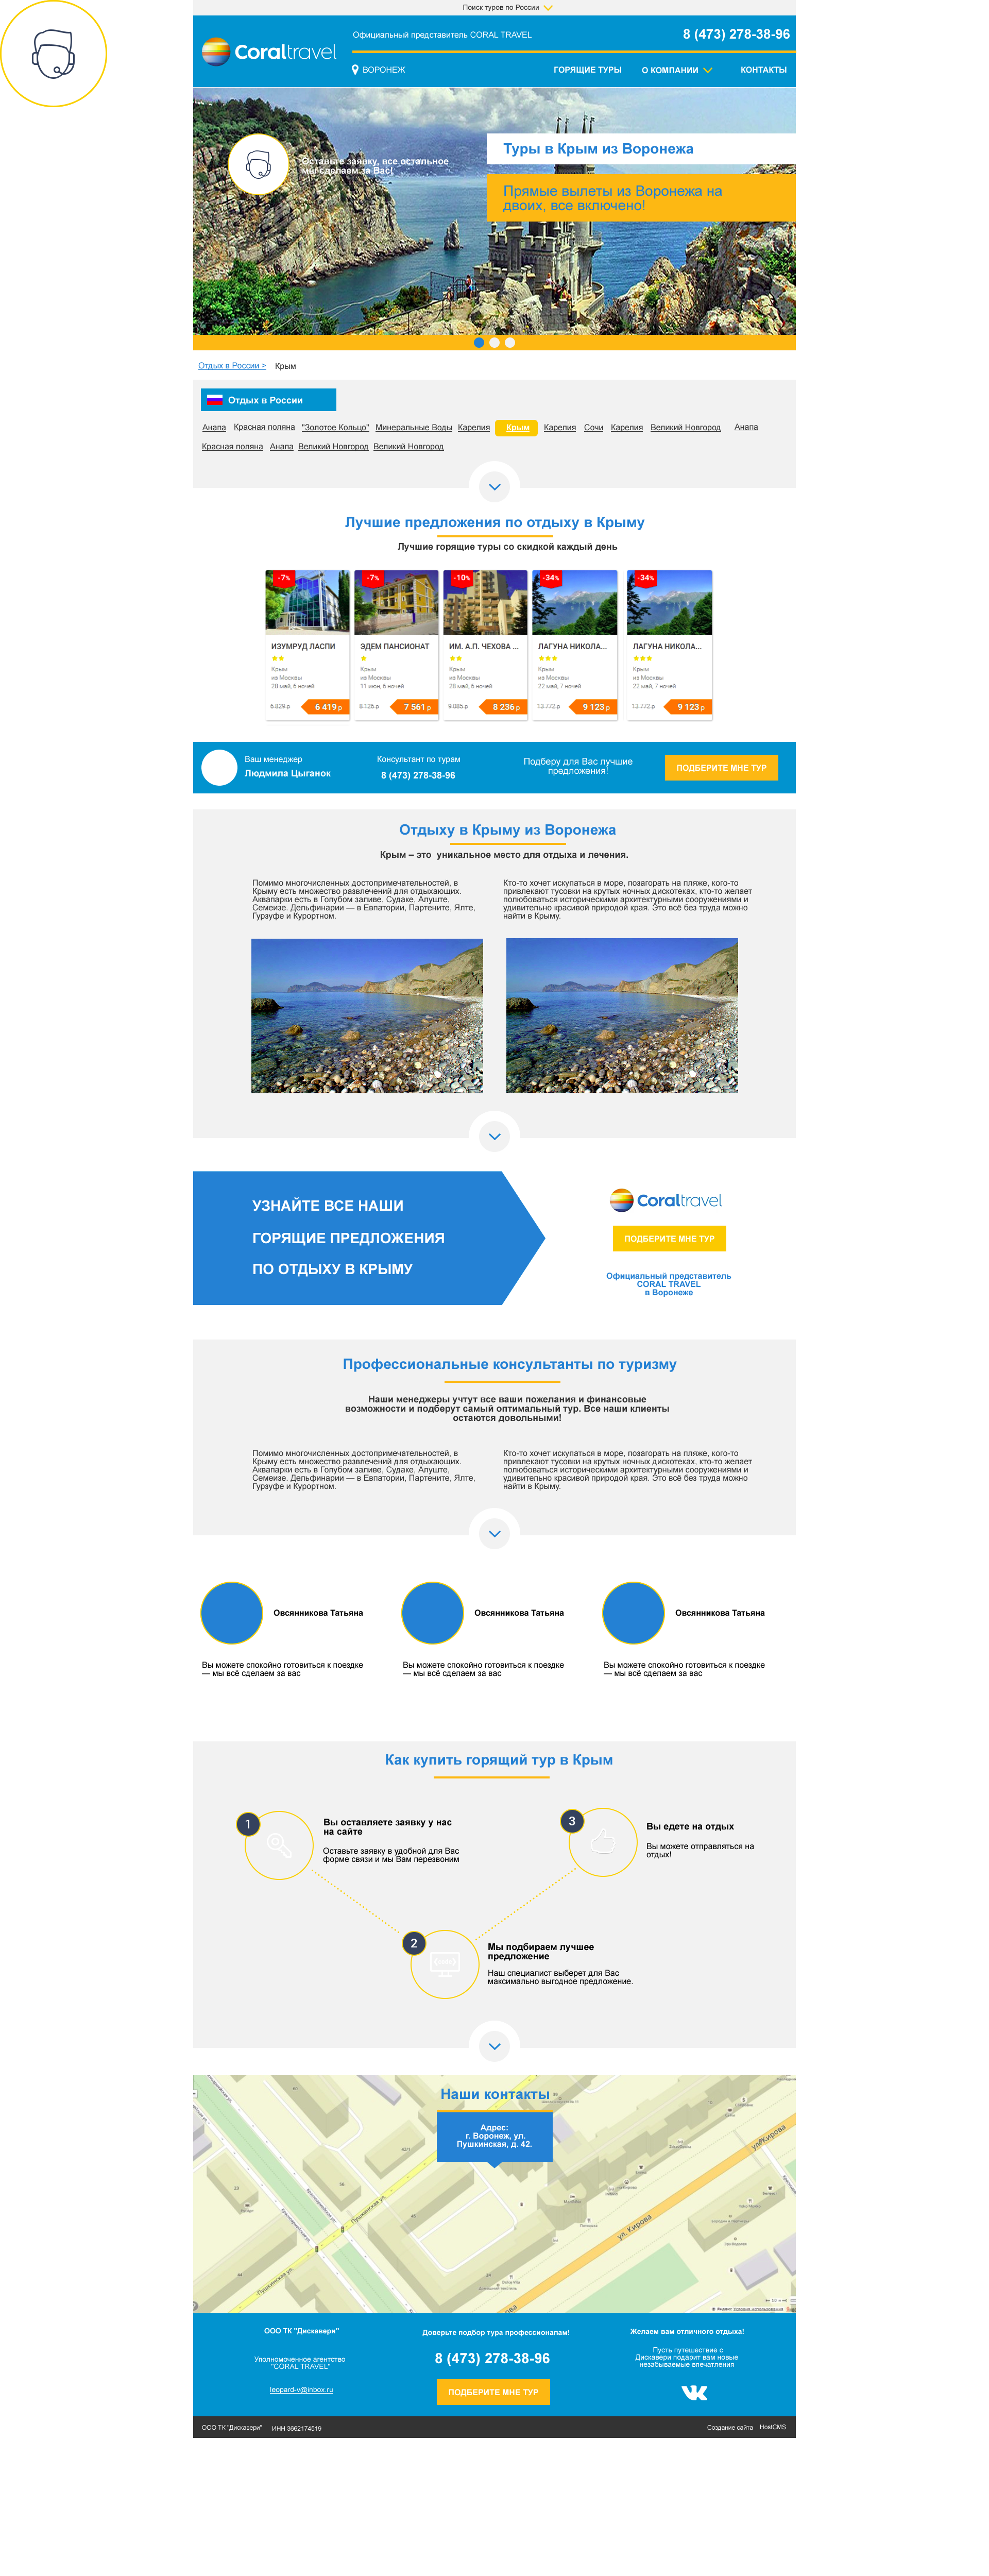 Поиск туров по России
Coraltravel
Официальный представитель CORAL TRAVEL
8 (473) 278-38-96
ВОРОНЕЖ
ГОРЯЩИЕ ТУРЫ
О КОМПАНИИ
КОНТАКТЫ
Оставьте заявку, все остальное
мы сделаем за Вас!
Туры в Крым из Воронежа
Прямые вылеты из Воронежа на
двоих, все включено!
Отдых в России >
Крым
Отдых в России
Анапа Красная поляна "Золотое Кольцо" Минеральные Воды Карелия Крым Карелия Сочи Карелия Великий Новгород Анапа
Красная поляна Анапа Великий Новгород Великий Новгород
Лучшие предложения по отдыху в Крыму
Лучшие горящие туры со скидкой каждый день
-7%
ИЗУМРУД ЛАСПИ
Крым
из Москвы
28 май, 6 ночей
6 829 р
6 419 р
-7%
ЭДЕМ ПАНСИОНАТ
Крым
из Москвы
11 июн, 6 ночей
8 126 р
7 561 р
-10%
ИМ. А.П. ЧЕХОВА ...
Крым
из Москвы
28 май, 6 ночей
9 085 р
8 236 р
-34%
ЛАГУНА НИКОЛА...
Крым
из Москвы
22 май, 7 ночей
13 772 р
9 123 р
-34%
ЛАГУНА НИКОЛА...
Крым
из Москвы
22 май, 7 ночей
13 772 р
9 123 р
Ваш менеджер
Людмила Цыганок
Консультант по турам
8 (473) 278-38-96
Подберу для Вас лучшие
предложения!
ПОДБЕРИТЕ МНЕ ТУР
Отдыху в Крыму из Воронежа
Крым – это уникальное место для отдыха и лечения.
Помимо многочисленных достопримечательностей, в
Крыму есть множество развлечений для отдыхающих.
Аквапарки есть в Голубом заливе, Судаке, Алуште,
Семеизе. Дельфинарии — в Евпатории, Партените, Ялте,
Гурзуфе и Курортном.
Кто-то хочет искупаться в море, позагорать на пляже, кого-то
привлекают тусовки на крутых ночных дискотеках, кто-то желает
полюбоваться историческими архитектурными сооружениями и
удивительно красивой природой края. Это всё без труда можно
найти в Крыму.
УЗНАЙТЕ ВСЕ НАШИ
ГОРЯЩИЕ ПРЕДЛОЖЕНИЯ
ПО ОТДЫХУ В КРЫМУ
Coraltravel
ПОДБЕРИТЕ МНЕ ТУР
Официальный представитель
CORAL TRAVEL
в Воронеже
Профессиональные консультанты по туризму
Наши менеджеры учтут все ваши пожелания и финансовые
возможности и подберут самый оптимальный тур. Все наши клиенты
остаются довольными!
Помимо многочисленных достопримечательностей, в
Крыму есть множество развлечений для отдыхающих.
Аквапарки есть в Голубом заливе, Судаке, Алуште,
Семеизе. Дельфинарии — в Евпатории, Партените, Ялте,
Гурзуфе и Курортном.
Кто-то хочет искупаться в море, позагорать на пляже, кого-то
привлекают тусовки на крутых ночных дискотеках, кто-то желает
полюбоваться историческими архитектурными сооружениями и
удивительно красивой природой края. Это всё без труда можно
найти в Крыму.
Овсянникова Татьяна
Вы можете спокойно готовиться к поездке
— мы всё сделаем за вас
Овсянникова Татьяна
Вы можете спокойно готовиться к поездке
— мы всё сделаем за вас
Овсянникова Татьяна
Вы можете спокойно готовиться к поездке
— мы всё сделаем за вас
Как купить горящий тур в Крым
1
Вы оставляете заявку у нас
на сайте
Оставьте заявку в удобной для Вас
форме связи и мы Вам перезвоним
3
Вы едете на отдых
Вы можете отправляться на
отдых!
2
Мы подбираем лучшее
предложение
Наш специалист выберет для Вас
максимально выгодное предложение.
Наши контакты
Адрес:
г. Воронеж, ул.
Пушкинская, д. 42.
Пушкинская ул.
Пушкинская ул.
ул. Кирова
ул. Кирова
ООО ТК "Дискавери"
Уполномоченное агентство
"CORAL TRAVEL"
leopard-v@inbox.ru
Доверьте подбор тура профессионалам!
8 (473) 278-38-96
ПОДБЕРИТЕ МНЕ ТУР
Желаем вам отличного отдыха!
Пусть путешествие с
Дискавери подарит вам новые
незабываемые впечатления
ООО ТК "Дискавери"
ИНН 3662174519
Создание сайта
HostCMS